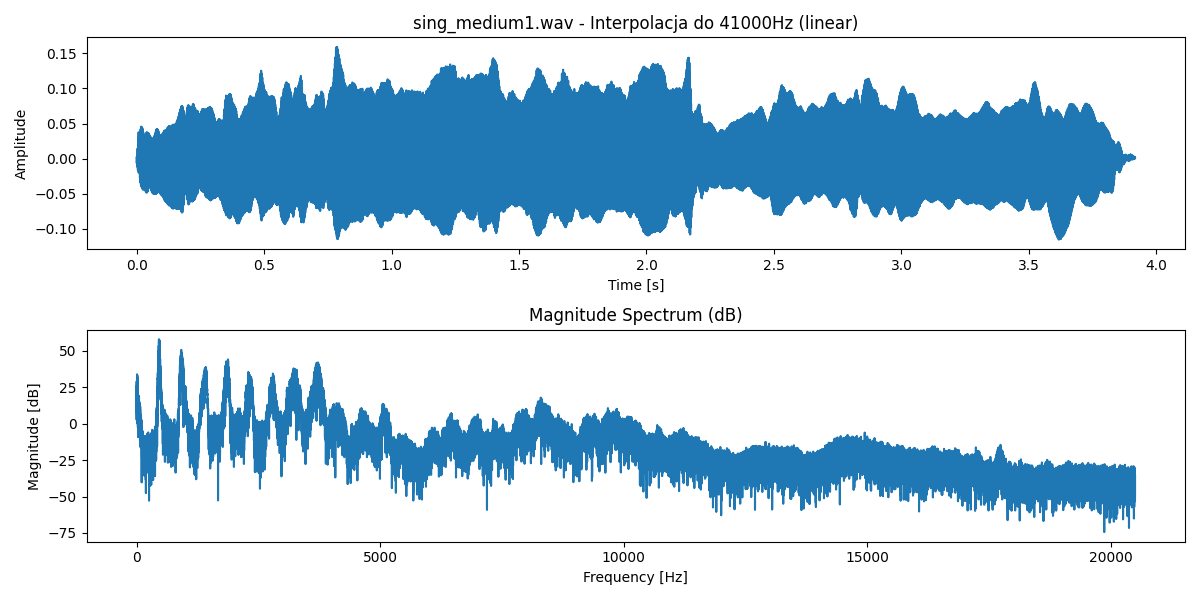 sing_medium1.wav - Interpolacja do 41000Hz (linear)
0.15
0.10
0.05
0.00
−0.05
−0.10
Amplitude
0.0 0.5 1.0 1.5 2.0 2.5 3.0 3.5 4.0
Time [s]
Magnitude Spectrum (dB)
50
25
0
−25
−50
−75
Magnitude [dB]
0 5000 10000 15000 20000
Frequency [Hz]